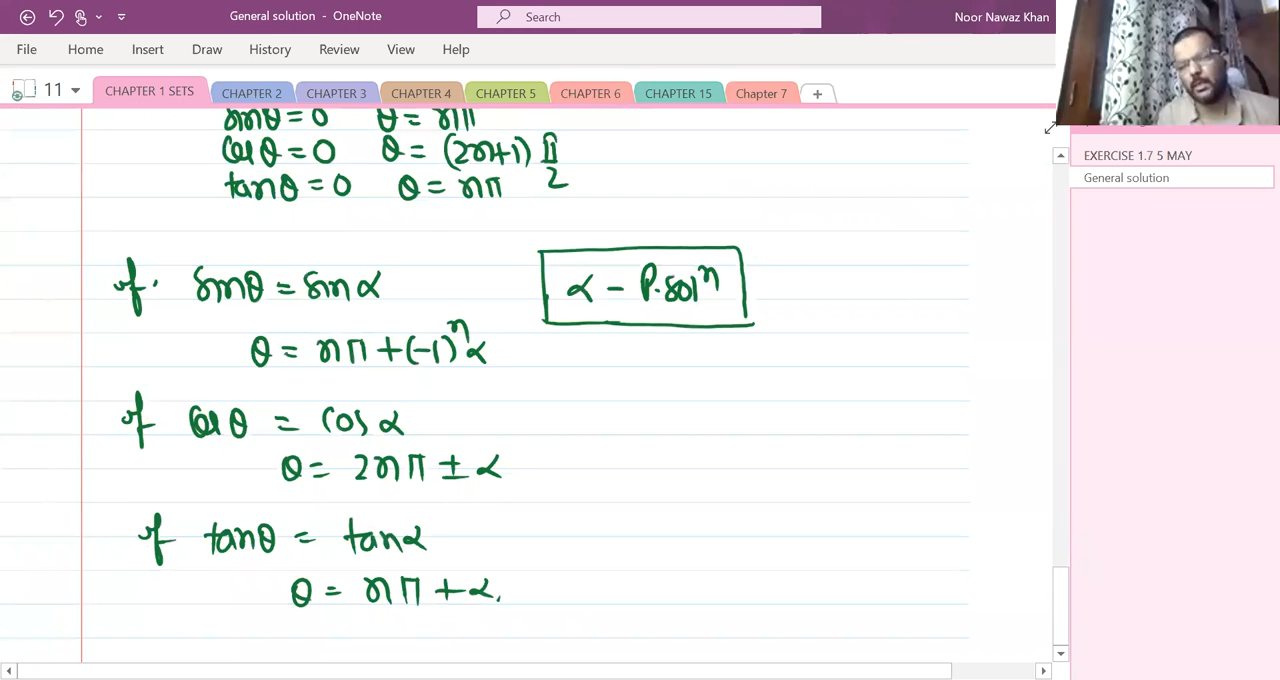 General solution - OneNote
Search
Noor Nawaz Khan
File Home Insert Draw History Review View Help
11 CHAPTER 1 SETS CHAPTER 2 CHAPTER 3 CHAPTER 4 CHAPTER 5 CHAPTER 6 CHAPTER 15 Chapter 7 +
sinθ = 0 θ = nπ
cosθ = 0 θ = (2n+1) π/2
tanθ = 0 θ = nπ
if sinθ = sin α
α - P.solⁿ
θ = nπ + (-1)ⁿ α
if cosθ = cos α
θ = 2nπ ± α
if tanθ = tanα
θ = nπ + α.
EXERCISE 1.7 5 MAY
General solution